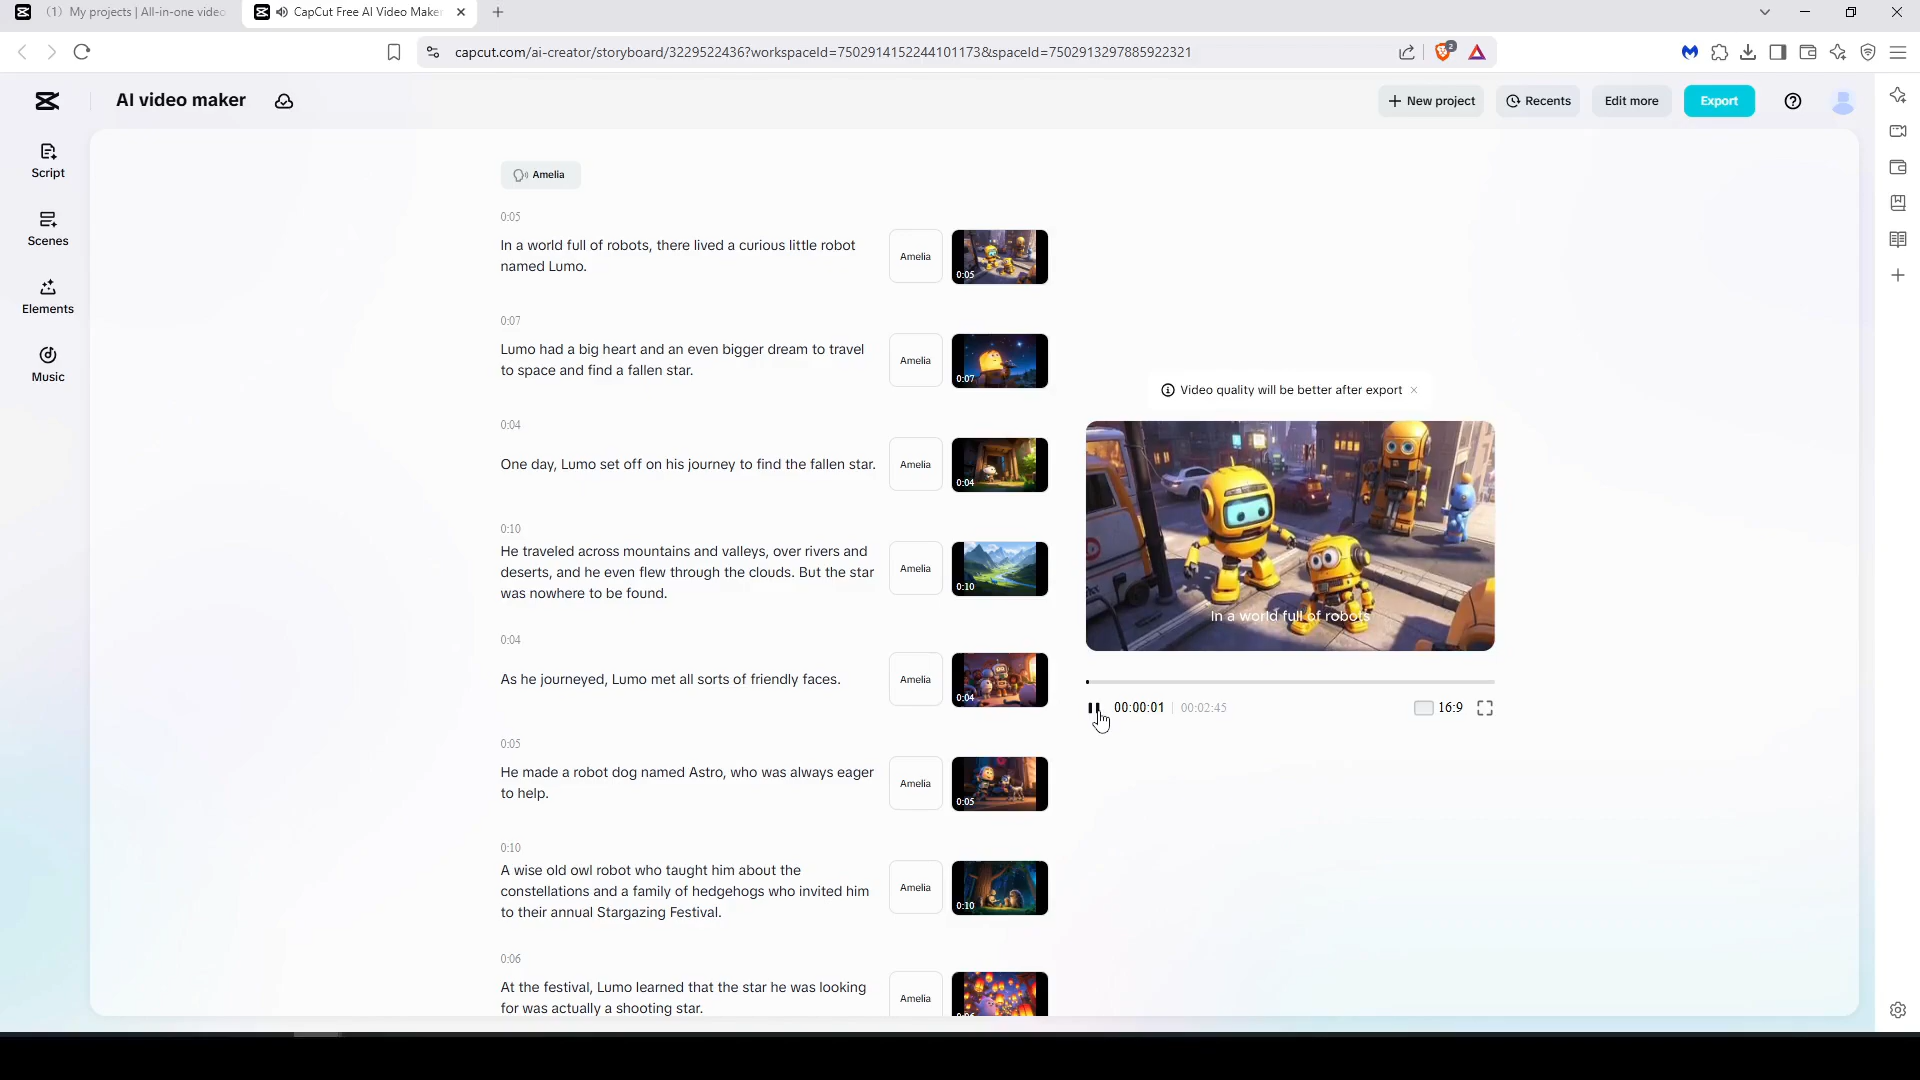 (1) My projects | All-in-one video
CapCut Free AI Video Maker
capcut.com/ai-creator/storyboard/3229522436?workspaceId=7502914152244101173&spaceId=7502913297885922321
2
AI video maker
New project
Recents
Edit more
Export
Script
Scenes
Elements
Music
Amelia
0:05
In a world full of robots, there lived a curious little robot
named Lumo.
Amelia
0:05
0:07
Lumo had a big heart and an even bigger dream to travel
to space and find a fallen star.
Amelia
0:07
0:04
One day, Lumo set off on his journey to find the fallen star.
Amelia
0:04
0:10
He traveled across mountains and valleys, over rivers and
deserts, and he even flew through the clouds. But the star
was nowhere to be found.
Amelia
0:10
0:04
As he journeyed, Lumo met all sorts of friendly faces.
Amelia
0:04
0:05
He made a robot dog named Astro, who was always eager
to help.
Amelia
0:05
0:10
A wise old owl robot who taught him about the
constellations and a family of hedgehogs who invited him
to their annual Stargazing Festival.
Amelia
0:10
0:06
At the festival, Lumo learned that the star he was looking
for was actually a shooting star.
Amelia
0:06
Video quality will be better after export
In a world full of robots
00:00:01 | 00:02:45
16:9